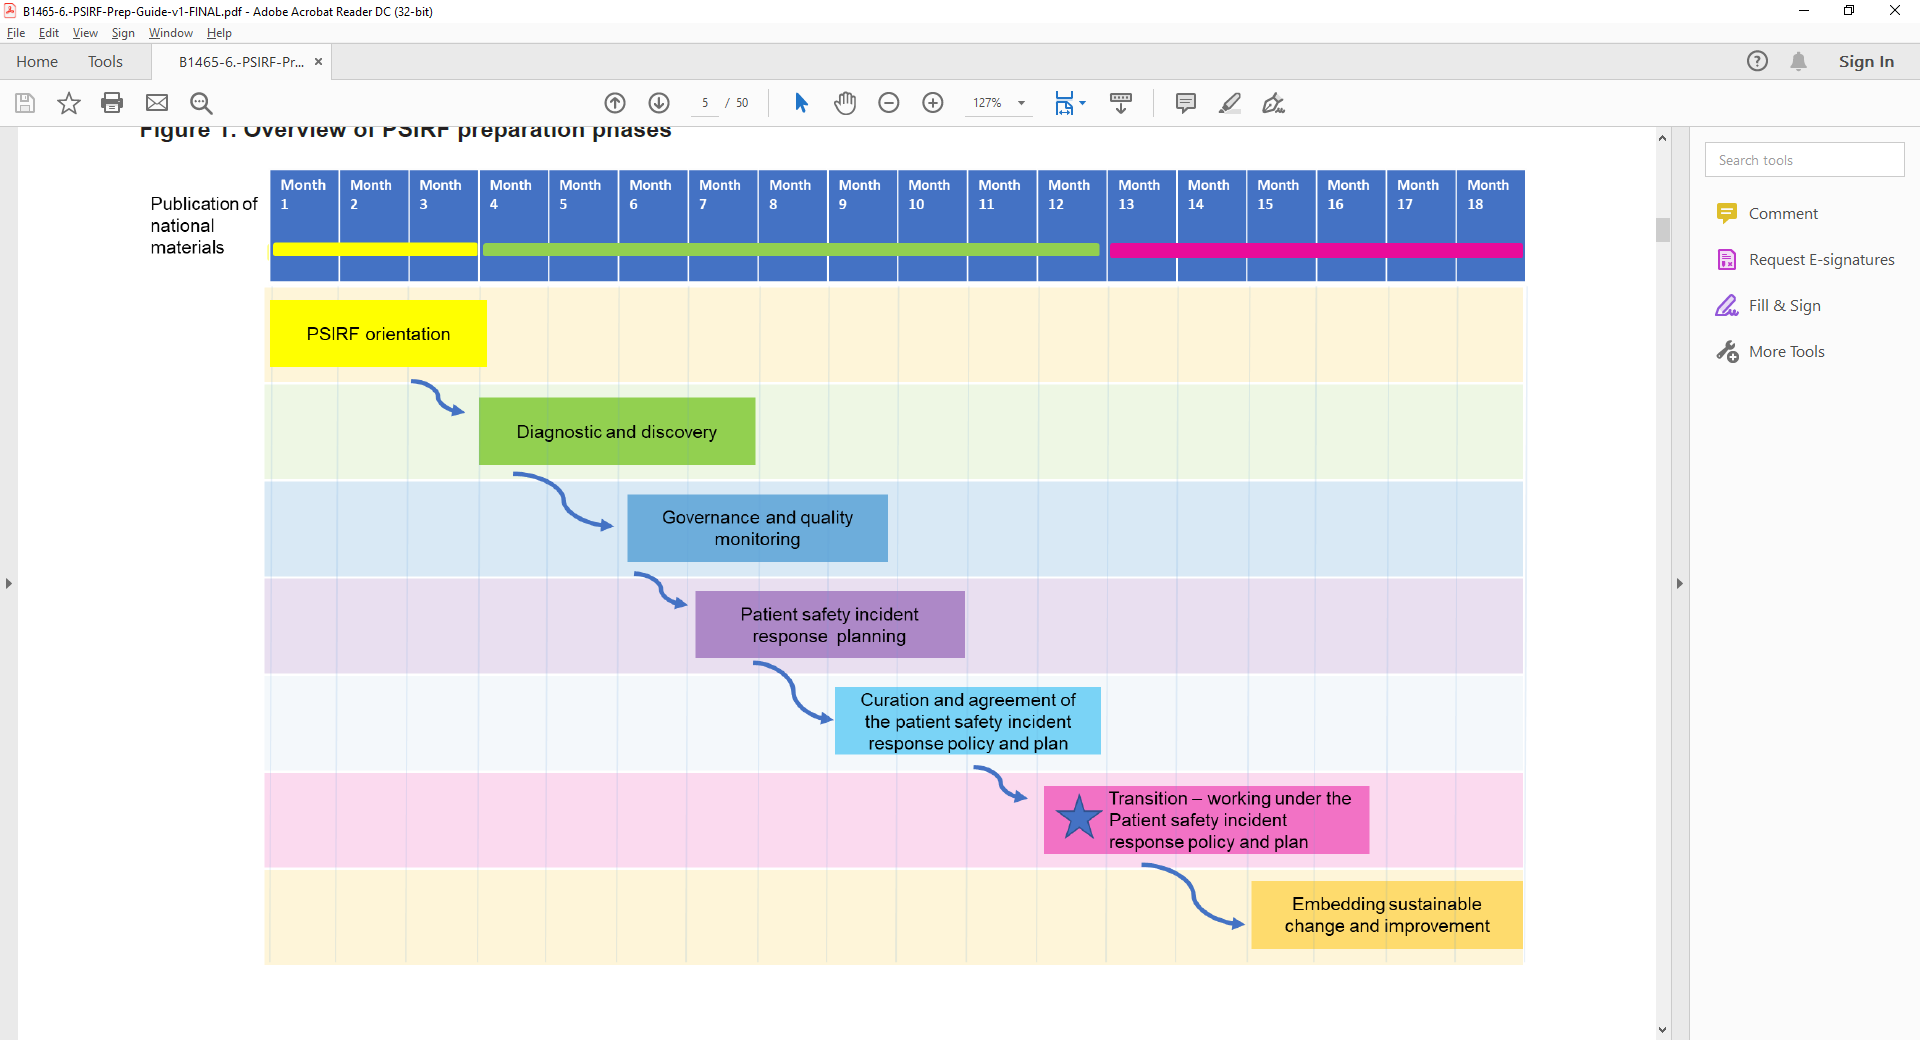 B1465-6.-PSIRF-Prep-Guide-v1-FINAL.pdf - Adobe Acrobat Reader DC (32-bit)
File Edit View Sign Window Help
Home Tools B1465-6.-PSIRF-Pr... Sign In
5 / 50 127%
Figure 1. Overview of PSIRF preparation phases
Search tools
Comment
Request E-signatures
Fill & Sign
More Tools
Publication of
national
materials
Month 1
Month 2
Month 3
Month 4
Month 5
Month 6
Month 7
Month 8
Month 9
Month 10
Month 11
Month 12
Month 13
Month 14
Month 15
Month 16
Month 17
Month 18
PSIRF orientation
Diagnostic and discovery
Governance and quality
monitoring
Patient safety incident
response planning
Curation and agreement of
the patient safety incident
response policy and plan
Transition – working under the
Patient safety incident
response policy and plan
Embedding sustainable
change and improvement